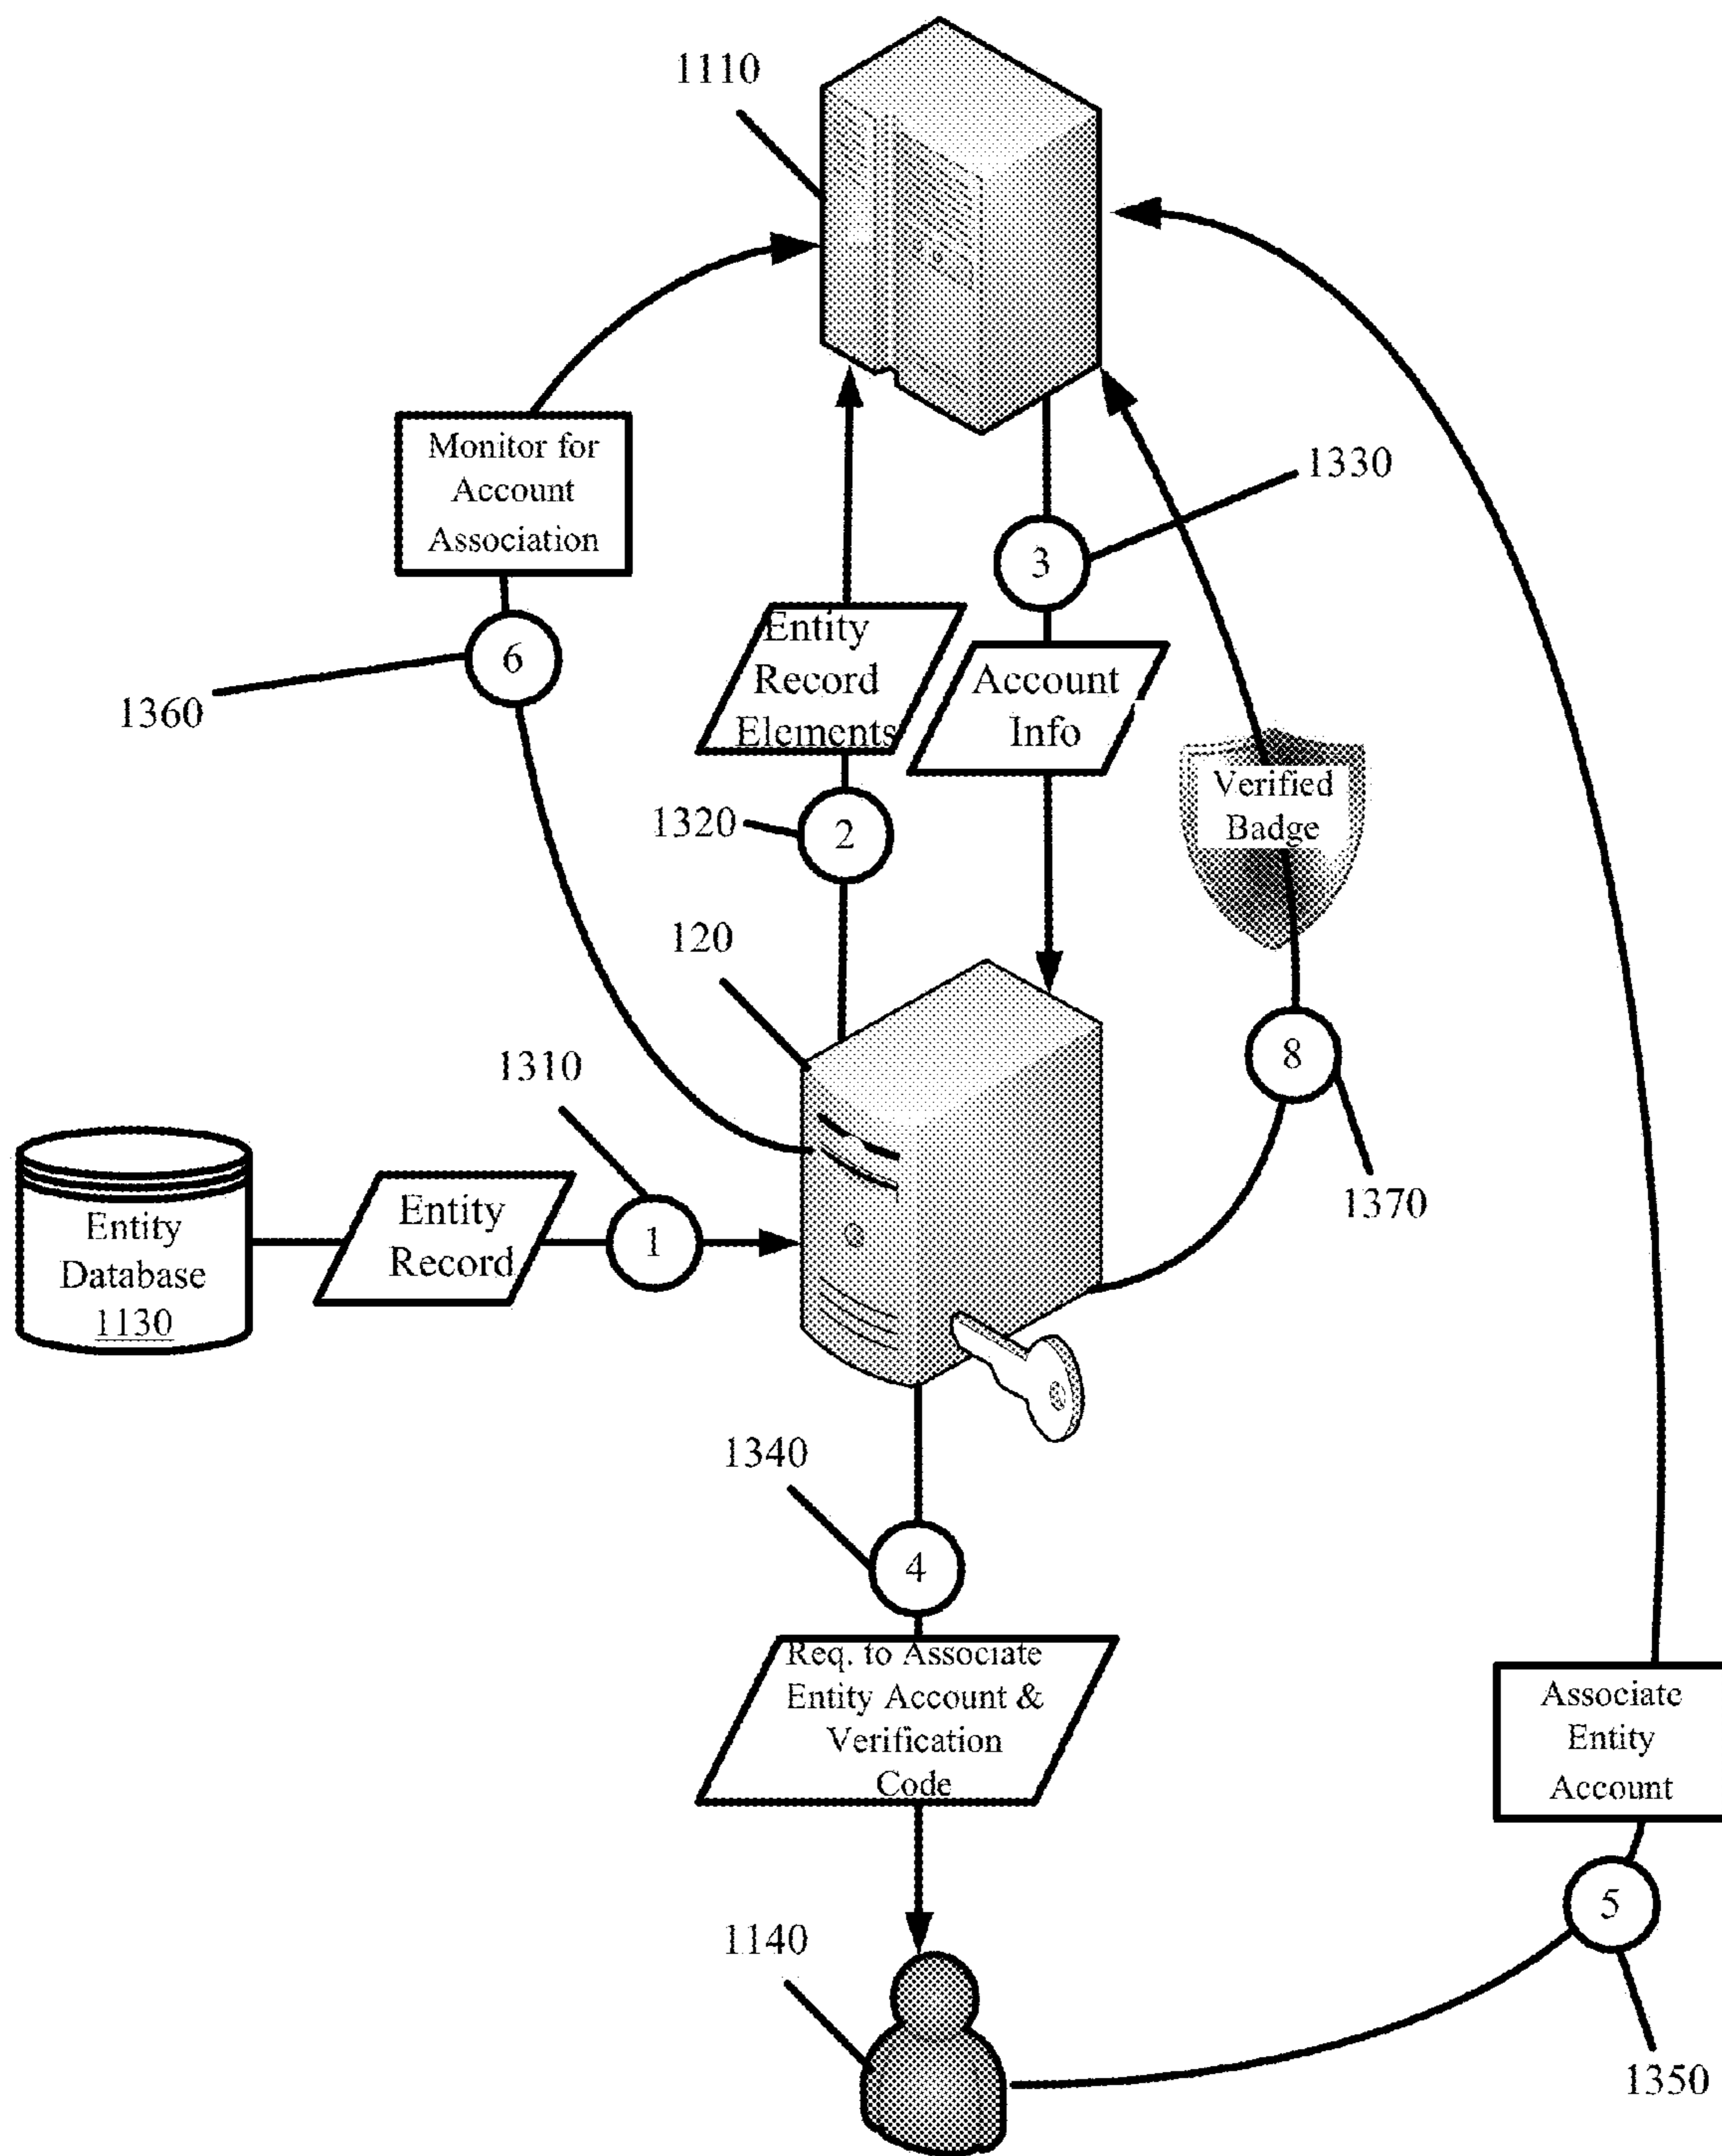 1110
Monitor for
Account
Association
1330
3
6
1360
Entity
Record
Elements
Account
Info
Verified
Badge
1320
2
120
8
1370
1310
Entity
Database
1130
Entity
Record
1
1340
4
Req. to Associate
Entity Account &
Verification
Code
Associate
Entity
Account
5
1140
1350